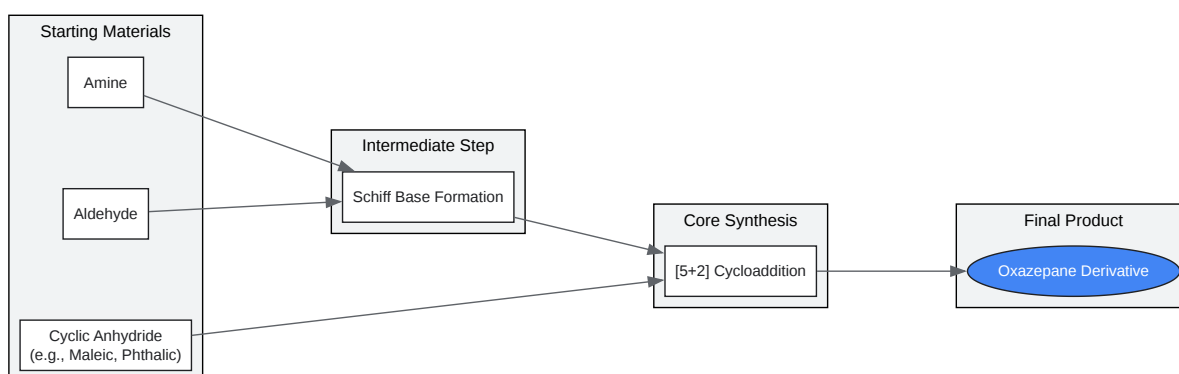 Starting Materials
Amine
Aldehyde
Cyclic Anhydride
(e.g., Maleic, Phthalic)
Intermediate Step
Schiff Base Formation
Core Synthesis
[5+2] Cycloaddition
Final Product
Oxazepane Derivative